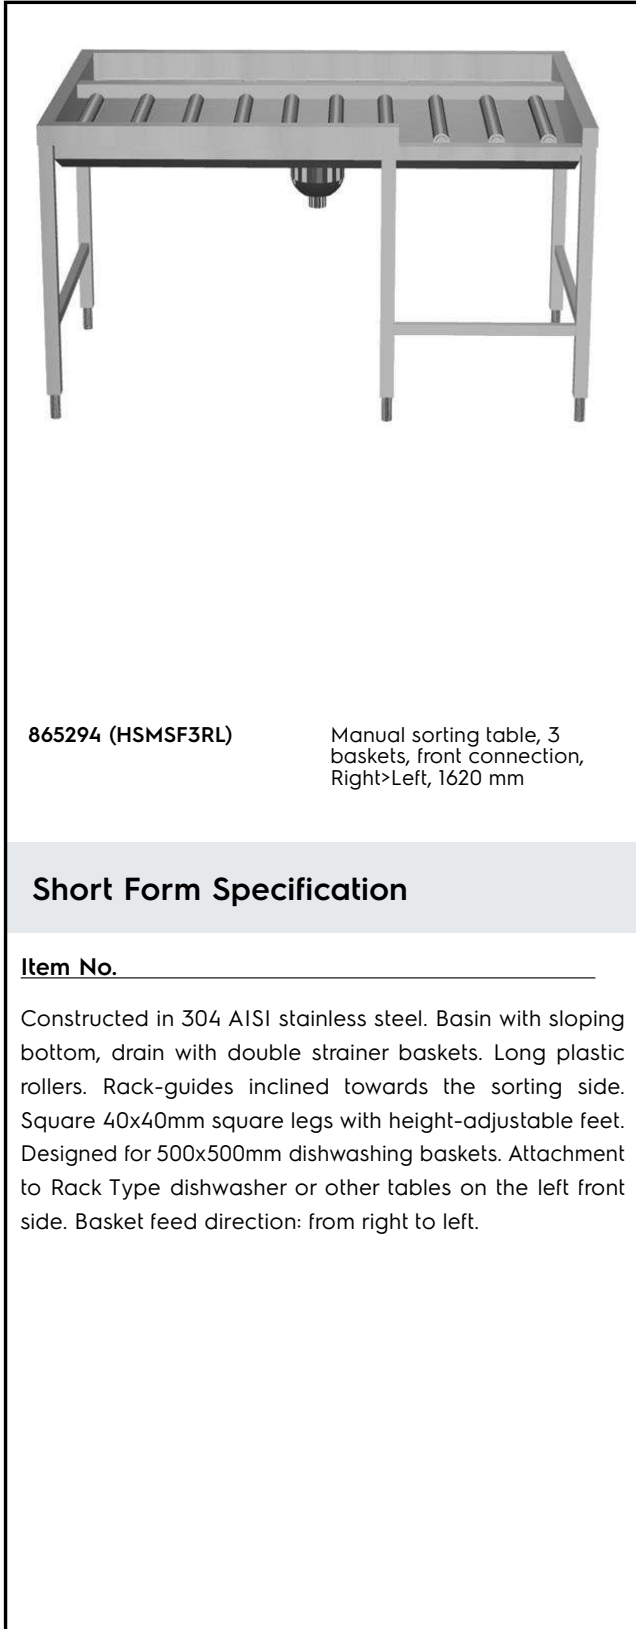 865294 (HSMSF3RL)
Manual sorting table, 3
baskets, front connection,
Right>Left, 1620 mm
Short Form Specification
Item No.
Constructed in 304 AISI stainless steel. Basin with sloping
bottom, drain with double strainer baskets. Long plastic
rollers. Rack-guides inclined towards the sorting side.
Square 40x40mm square legs with height-adjustable feet.
Designed for 500x500mm dishwashing baskets. Attachment
to Rack Type dishwasher or other tables on the left front
side. Basket feed direction: from right to left.